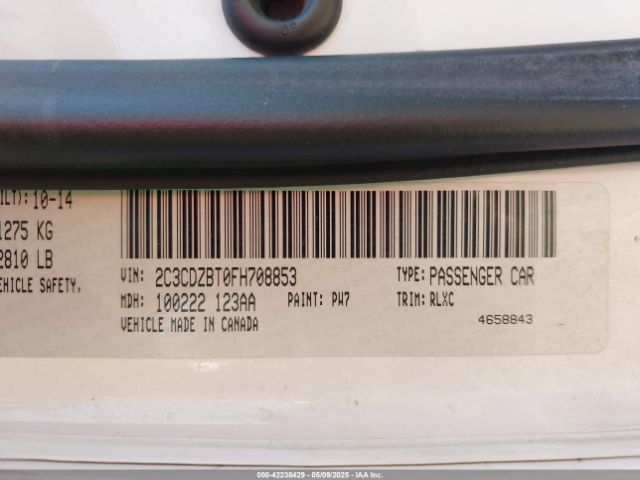 ILT): 10-14
1275 KG
2810 LB
EHICLE SAFETY,
VIN: 2C3CDZBT0FH708853 TYPE: PASSENGER CAR
MDH: 100222 123AA PAINT: PW7 TRIM: RLXC
VEHICLE MADE IN CANADA
4658843
000-42238429 - 05/09/2025 - IAA Inc.